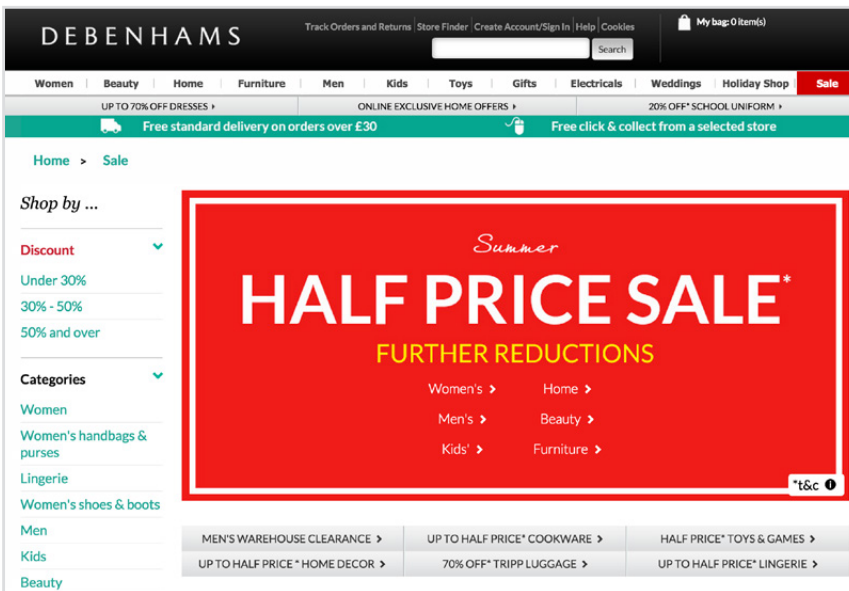 DEBENHAMS
Track Orders and Returns Store Finder Create Account/Sign In Help Cookies
My bag: 0 item(s)
Search
Women Beauty Home Furniture Men Kids Toys Gifts Electricals Weddings Holiday Shop Sale
UP TO 70% OFF DRESSES ONLINE EXCLUSIVE HOME OFFERS 20% OFF* SCHOOL UNIFORM
Free standard delivery on orders over £30 Free click & collect from a selected store
Home > Sale
Shop by ...
Discount
Under 30%
30% - 50%
50% and over
Categories
Women
Women's handbags &
purses
Lingerie
Women's shoes & boots
Men
Kids
Beauty
Summer
HALF PRICE SALE*
FURTHER REDUCTIONS
Women's > Home >
Men's > Beauty >
Kids' > Furniture >
*t&c
MEN'S WAREHOUSE CLEARANCE > UP TO HALF PRICE* COOKWARE > HALF PRICE* TOYS & GAMES >
UP TO HALF PRICE * HOME DECOR > 70% OFF* TRIPP LUGGAGE > UP TO HALF PRICE* LINGERIE >